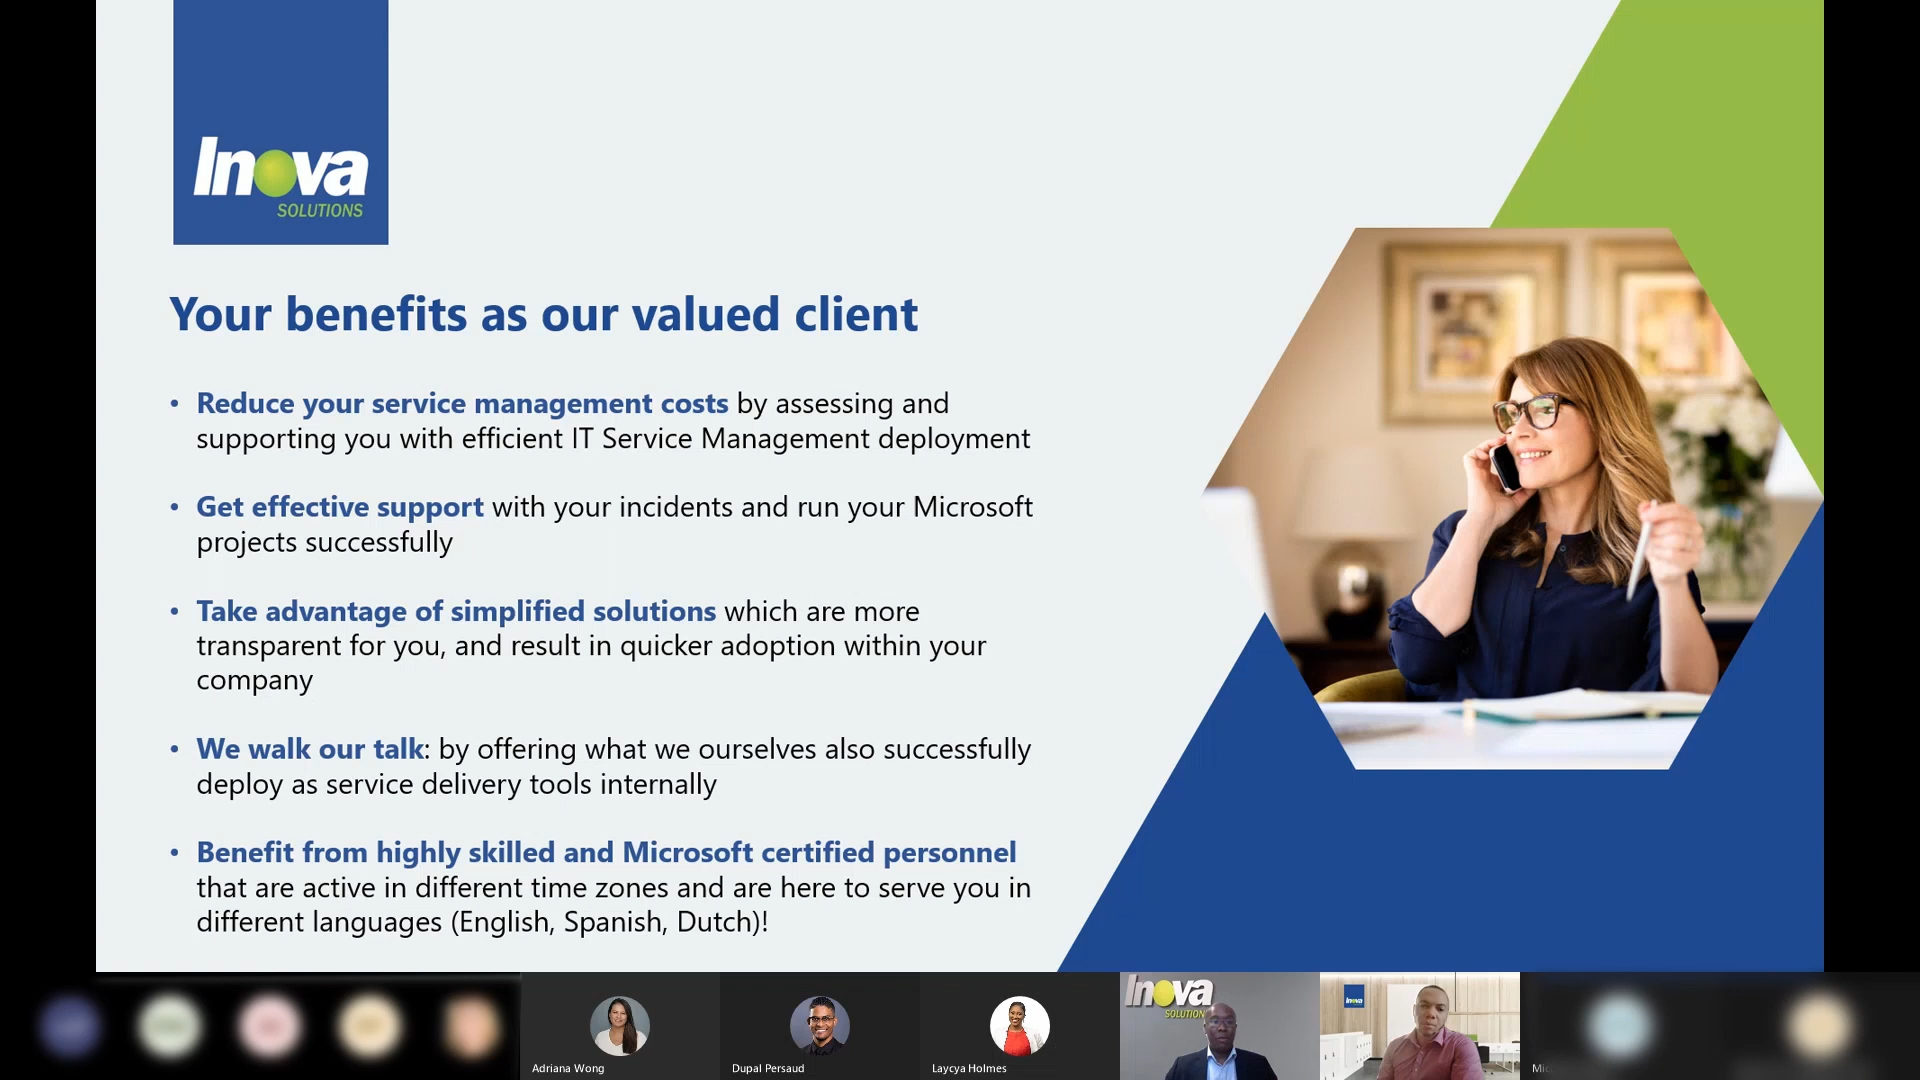 Inova
SOLUTIONS
Your benefits as our valued client
• Reduce your service management costs by assessing and
supporting you with efficient IT Service Management deployment
• Get effective support with your incidents and run your Microsoft
projects successfully
• Take advantage of simplified solutions which are more
transparent for you, and result in quicker adoption within your
company
• We walk our talk: by offering what we ourselves also successfully
deploy as service delivery tools internally
• Benefit from highly skilled and Microsoft certified personnel
that are active in different time zones and are here to serve you in
different languages (English, Spanish, Dutch)!
Inova
SOLUTION
Inova
Adriana Wong
Dupal Persaud
Laycya Holmes